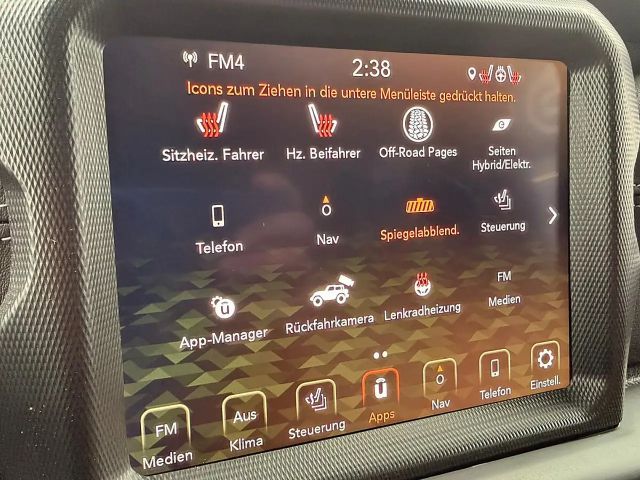 FM4 2:38
Icons zum Ziehen in die untere Menüleiste gedrückt halten.
Sitzheiz. Fahrer Hz. Beifahrer Off-Road Pages Seiten
Hybrid/Elektr.
Telefon Nav Spiegelabblend. Steuerung
FM
App-Manager Rückfahrkamera Lenkradheizung Medien
FM Aus
Medien Klima Steuerung Apps Nav Telefon Einstell.